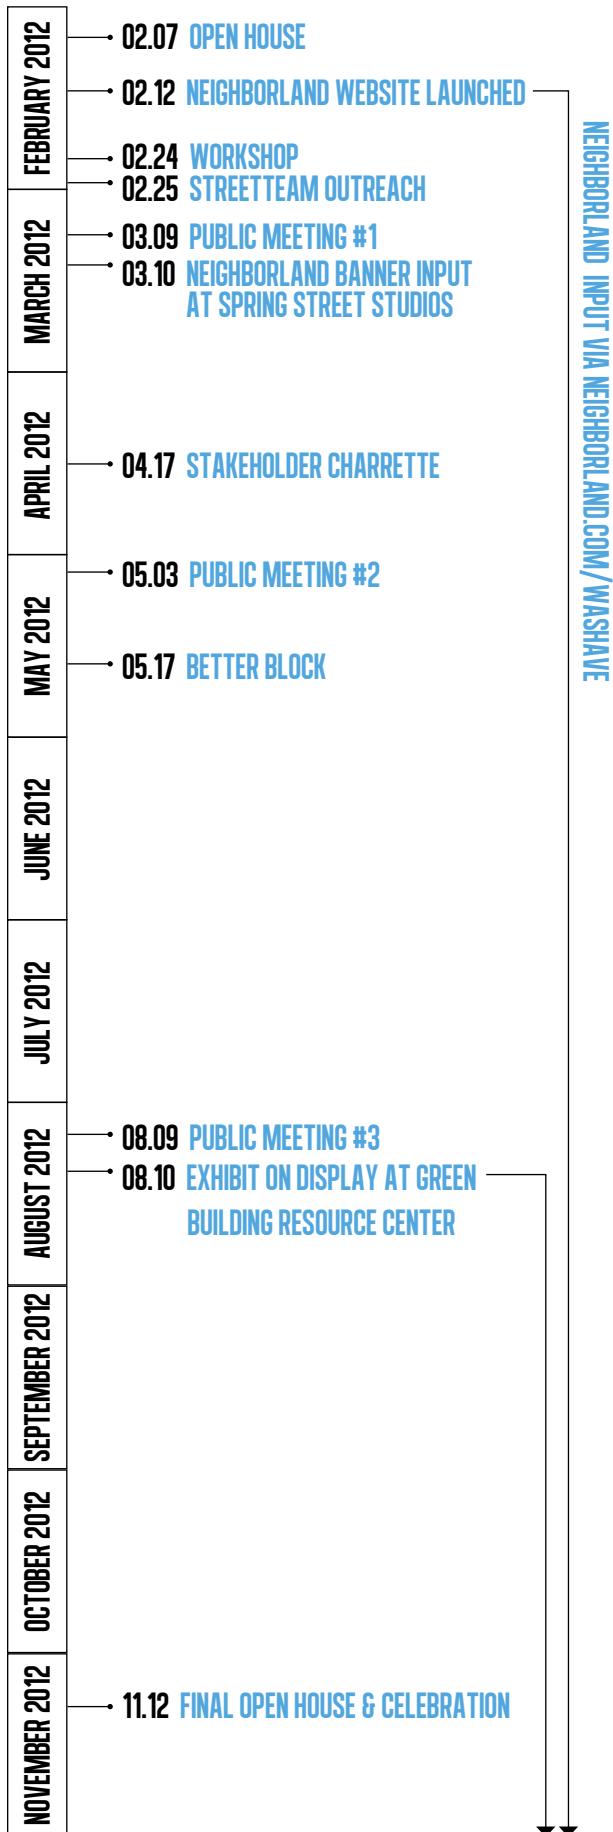 FEBRUARY 2012
02.07 OPEN HOUSE
02.12 NEIGHBORLAND WEBSITE LAUNCHED
02.24 WORKSHOP
02.25 STREETTEAM OUTREACH
MARCH 2012
03.09 PUBLIC MEETING #1
03.10 NEIGHBORLAND BANNER INPUT
AT SPRING STREET STUDIOS
APRIL 2012
04.17 STAKEHOLDER CHARRETTE
MAY 2012
05.03 PUBLIC MEETING #2
05.17 BETTER BLOCK
JUNE 2012
JULY 2012
AUGUST 2012
08.09 PUBLIC MEETING #3
08.10 EXHIBIT ON DISPLAY AT GREEN
BUILDING RESOURCE CENTER
SEPTEMBER 2012
OCTOBER 2012
NOVEMBER 2012
11.12 FINAL OPEN HOUSE & CELEBRATION
NEIGHBORLAND INPUT VIA NEIGHBORLAND.COM/WASHAVE